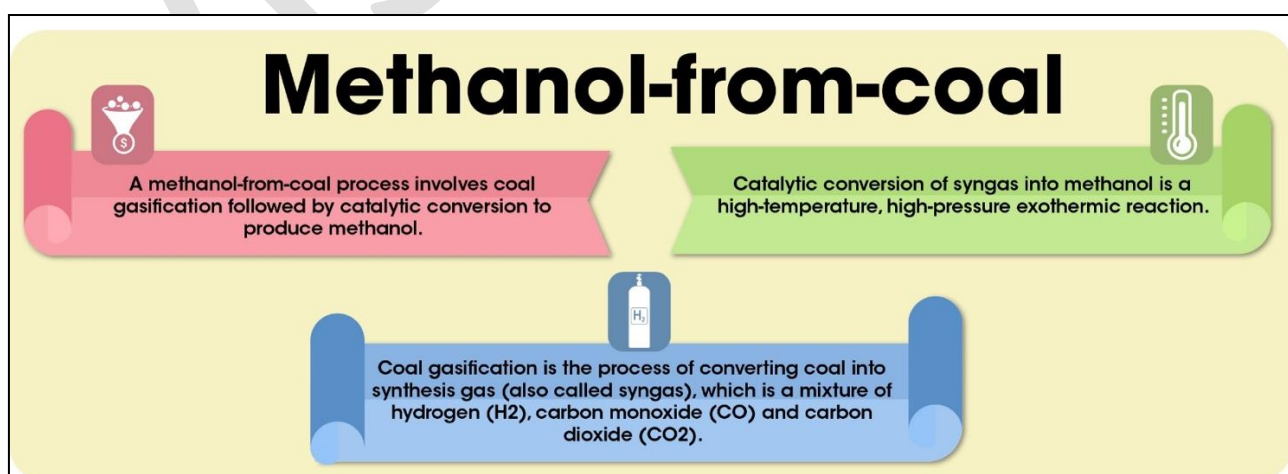 Methanol-from-coal
$
A methanol-from-coal process involves coal
gasification followed by catalytic conversion to
produce methanol.
Catalytic conversion of syngas into methanol is a
high-temperature, high-pressure exothermic reaction.
H2
Coal gasification is the process of converting coal into
synthesis gas (also called syngas), which is a mixture of
hydrogen (H2), carbon monoxide (CO) and carbon
dioxide (CO2).